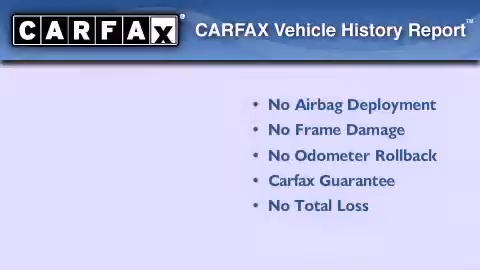 CARFAX® CARFAX Vehicle History Report™
• No Airbag Deployment
• No Frame Damage
• No Odometer Rollback
• Carfax Guarantee
• No Total Loss